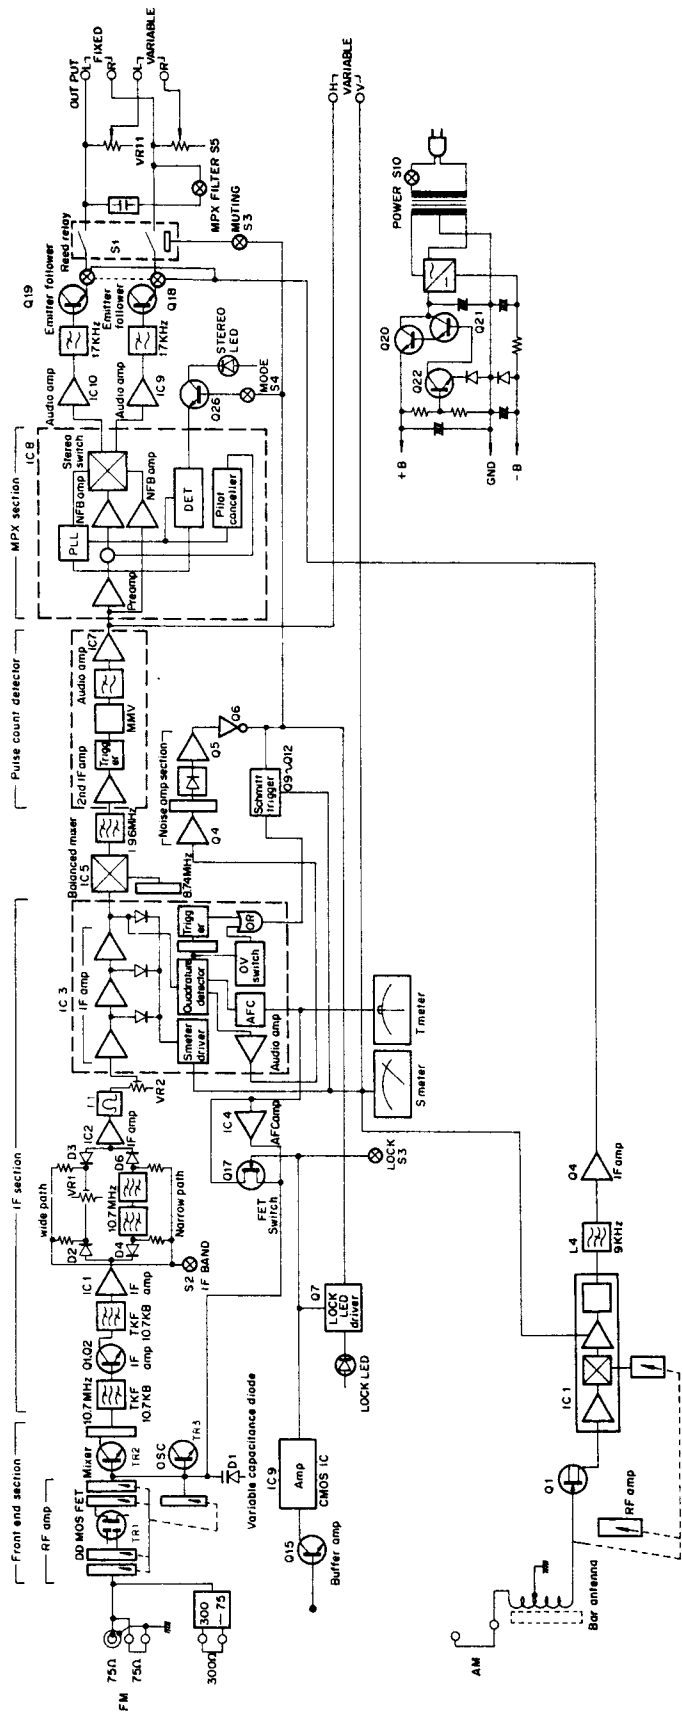 Front end section
IF section
Pulse count detector
MPX section
RF amp
DD MOS FET
Mixer
TR1
TR2
OSC
TR3
D1
Variable capacitance diode
FM
75Ω
75Ω
300Ω
300
—75
10.7MHz
TKF
10.7KB
Q1,Q2
IF
amp
TKF
10.7KB
IC1
IF
amp
wide path
VR1
D2
D3
D4
D6
10.7MHz
Narrow path
S2
IF BAND
IC2
IF amp
VR2
IC 3
IF amp
S meter
driver
Quadrature
detector
Trigg
er
OR
OV
switch
AFC
Audio amp
Balanced mixer
IC5
8.74MHz
1.96MHz
2nd IF amp
Trigg
er
MMV
Audio amp
IC7
Noise amp section
Q4
Q5
Q6
Schmitt
trigger
Q9~Q12
IC 8
Preamp
PLL
NFB amp
NFB amp
Stereo
switch
DET
Pilot
canceller
Audio amp
IC10
Audio amp
IC9
17KHz
17KHz
Q19
Emitter follower
Emitter
follower
Q18
Reed relay
S1
Q26
STEREO
LED
MODE
S4
MUTING
S3
MPX FILTER S5
VR11
OUT PUT
FIXED
L
R
VARIABLE
L
R
H
VARIABLE
V
POWER S10
Q20
Q21
Q22
+B
GND
-B
IC4
AFC amp
Q17
FET
Switch
LOCK
S3
S meter
T meter
Q7
LOCK
LED
driver
LOCK LED
IC9
Amp
CMOS IC
Q15
Buffer amp
AM
Bar antenna
Q1
RF amp
IC1
L4
9KHz
Q4
IF amp